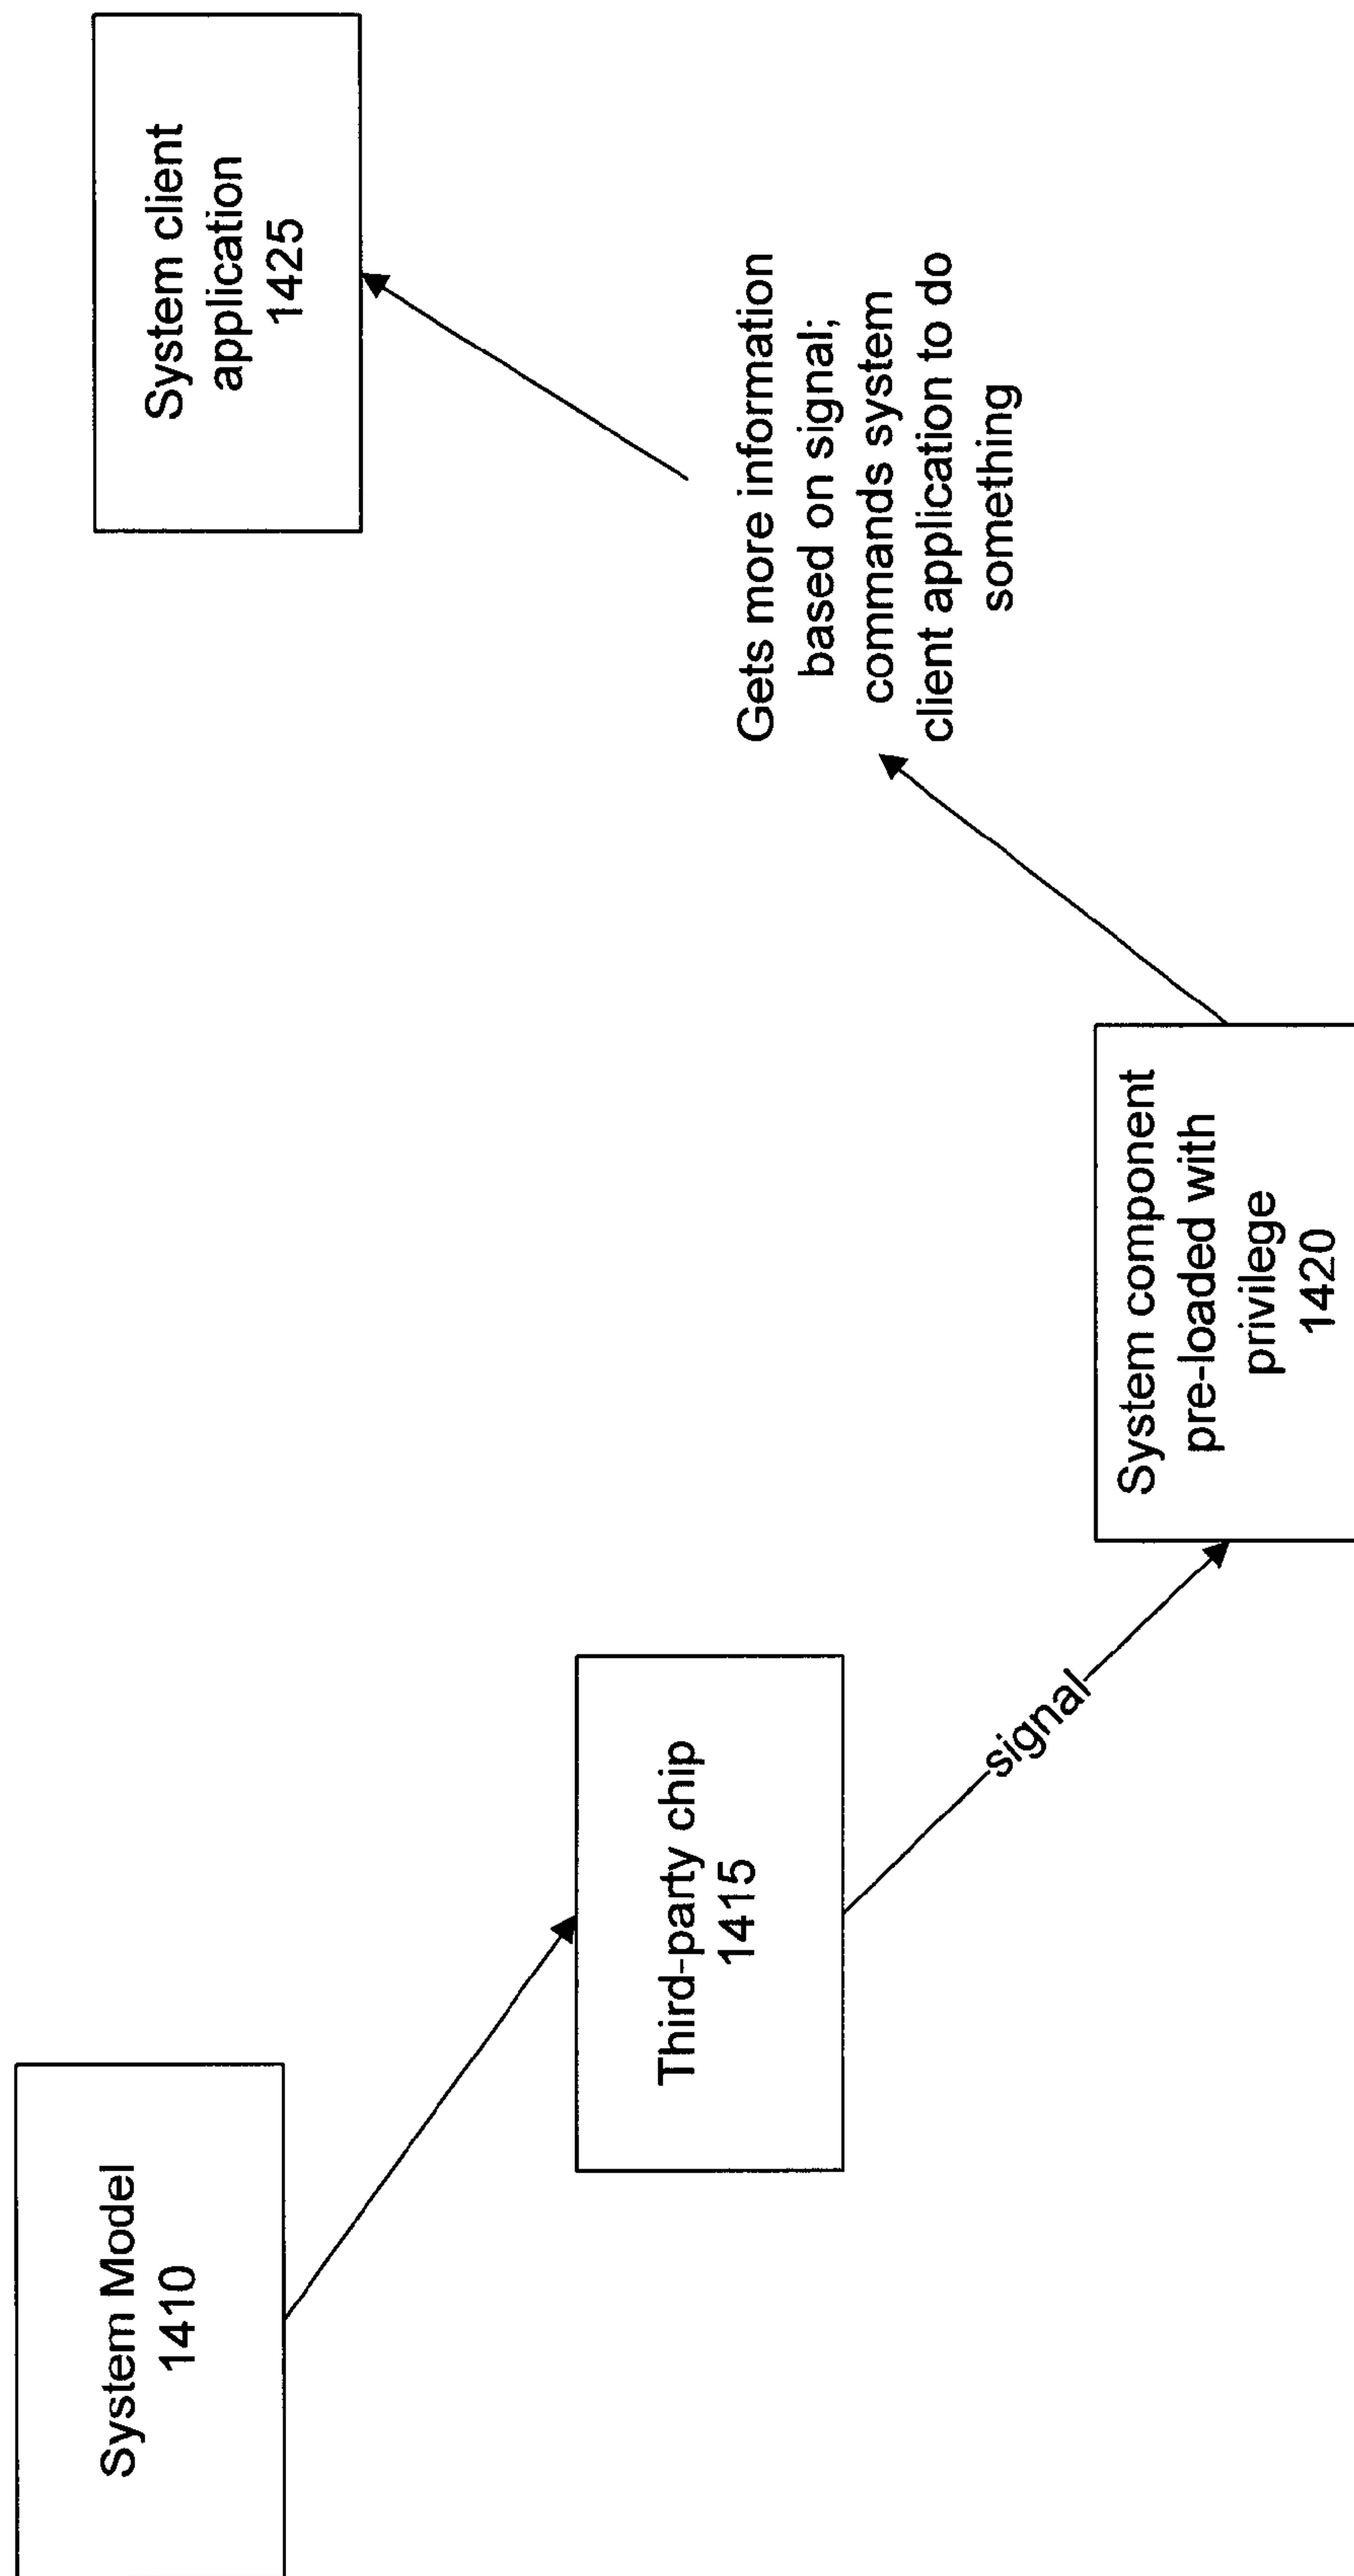 System Model
1410
Third-party chip
1415
signal
System component
pre-loaded with
privilege
1420
Gets more information
based on signal;
commands system
client application to do
something
System client
application
1425